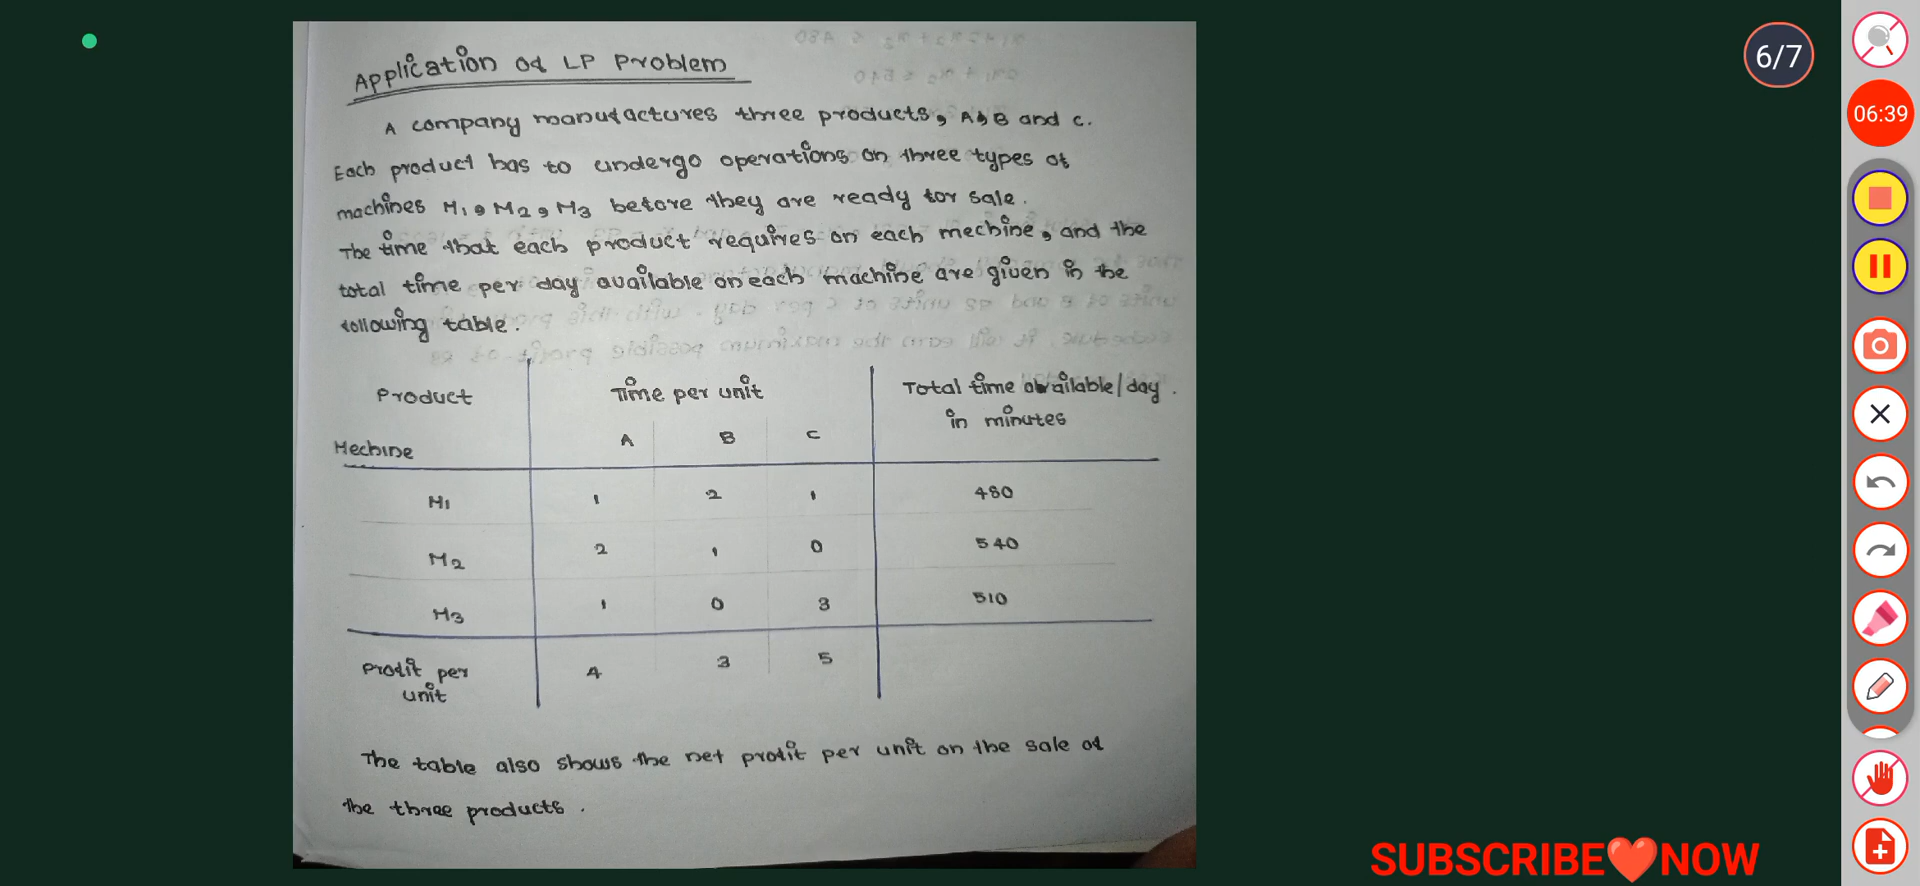 Application of LP Problem
A company manufactures three products, A, B and C.
Each product has to undergo operations on three types of
machines M1, M2, M3 before they are ready for sale.
The time that each product requires on each mechine, and the
total time per day available on each machine are given in the
following table.
Product Time per unit Total time available/day.
in minutes
Mechine A B C
M1 1 2 1 480
M2 2 1 0 540
M3 1 0 3 510
Profit per unit 4 3 5
The table also shows the net profit per unit on the sale of
the three products.
6/7
06:39
SUBSCRIBE❤️NOW